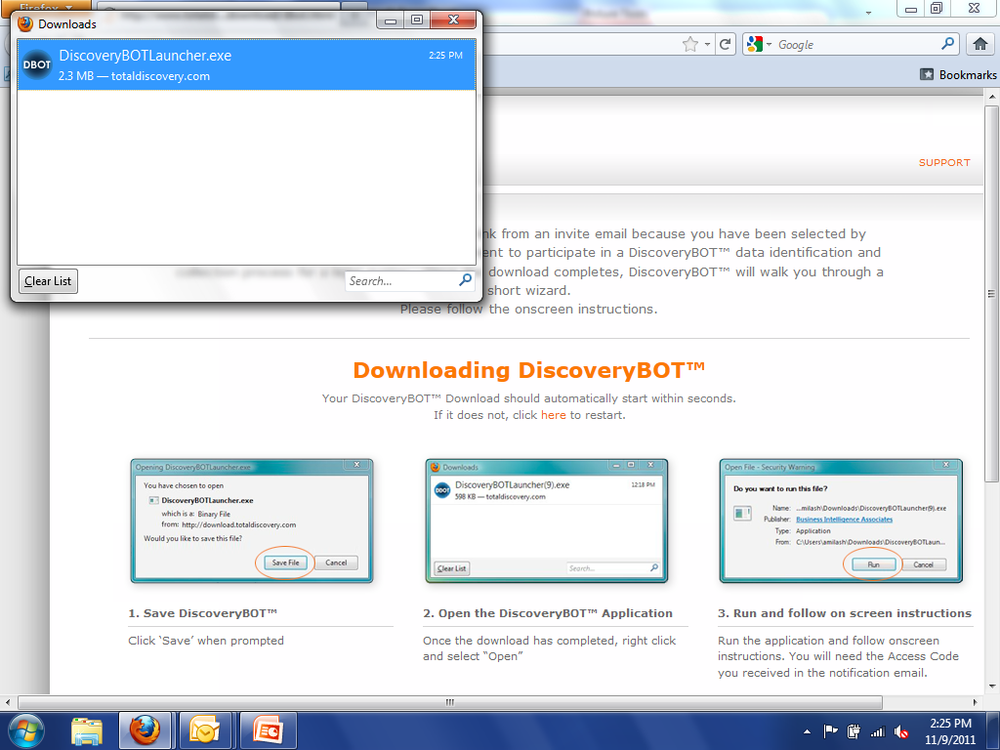 Firefox
Downloads
DBOT
DiscoveryBOTLauncher.exe
2:25 PM
2.3 MB — totaldiscovery.com
Clear List
Search...
Google
Bookmarks
SUPPORT
from an invite email because you have been selected by
to participate in a DiscoveryBOT™ data identification and
download completes, DiscoveryBOT™ will walk you through a
short wizard.
Please follow the onscreen instructions.
Downloading DiscoveryBOT™
Your DiscoveryBOT™ Download should automatically start within seconds.
If it does not, click here to restart.
Opening DiscoveryBOTLauncher.exe
You have chosen to open
DiscoveryBOTLauncher.exe
which is a: Binary File
from: http://download.totaldiscovery.com
Would you like to save this file?
Save File
Cancel
Downloads
DBOT
DiscoveryBOTLauncher(9).exe
12:18 PM
598 KB — totaldiscovery.com
Clear List
Search...
Open File - Security Warning
Do you want to run this file?
Name: ...milash\Downloads\DiscoveryBOTLauncher(9).exe
Publisher: Business Intelligence Associates
Type: Application
From: C:\Users\amilash\Downloads\DiscoveryBOTLaun...
Run
Cancel
1. Save DiscoveryBOT™
Click ‘Save’ when prompted
2. Open the DiscoveryBOT™ Application
Once the download has completed, right click
and select “Open”
3. Run and follow on screen instructions
Run the application and follow onscreen
instructions. You will need the Access Code
you received in the notification email.
2:25 PM
11/9/2011